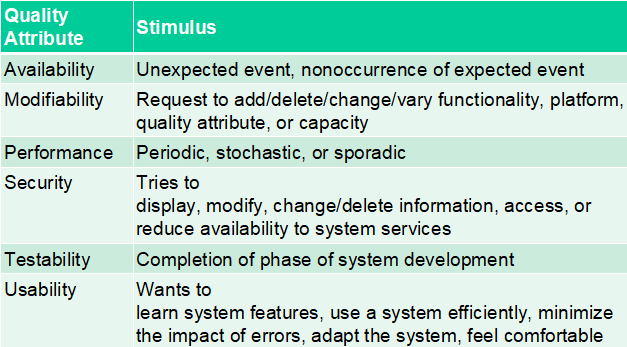 Quality
Attribute
Stimulus
Availability
Unexpected event, nonoccurrence of expected event
Modifiability
Request to add/delete/change/vary functionality, platform,
quality attribute, or capacity
Performance
Periodic, stochastic, or sporadic
Security
Tries to
display, modify, change/delete information, access, or
reduce availability to system services
Testability
Completion of phase of system development
Usability
Wants to
learn system features, use a system efficiently, minimize
the impact of errors, adapt the system, feel comfortable